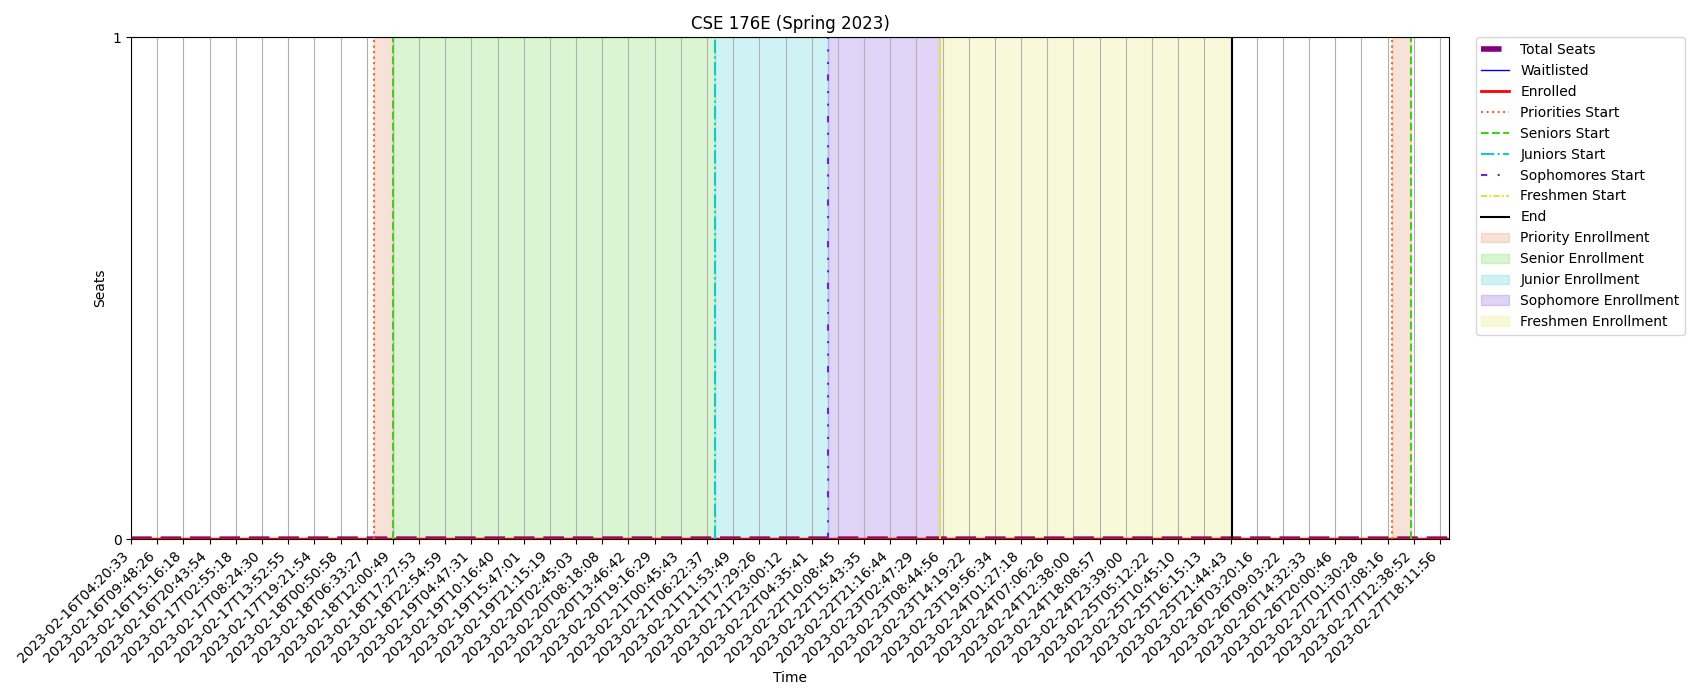 CSE 176E (Spring 2023)
1
0
Seats
2023-02-16T04:20:33
2023-02-16T09:48:26
2023-02-16T15:16:18
2023-02-16T20:43:54
2023-02-17T02:55:18
2023-02-17T08:24:30
2023-02-17T13:52:55
2023-02-17T19:21:54
2023-02-18T00:50:58
2023-02-18T06:33:27
2023-02-18T12:00:49
2023-02-18T17:27:53
2023-02-18T22:54:59
2023-02-19T04:47:31
2023-02-19T10:16:40
2023-02-19T15:47:01
2023-02-19T21:15:19
2023-02-20T02:45:03
2023-02-20T08:18:08
2023-02-20T13:46:42
2023-02-20T19:16:29
2023-02-21T00:45:43
2023-02-21T06:22:37
2023-02-21T11:53:49
2023-02-21T17:29:26
2023-02-21T23:00:12
2023-02-22T04:35:41
2023-02-22T10:08:45
2023-02-22T15:43:35
2023-02-22T21:16:44
2023-02-23T02:47:29
2023-02-23T08:44:56
2023-02-23T14:19:22
2023-02-23T19:56:34
2023-02-24T01:27:18
2023-02-24T07:06:26
2023-02-24T12:38:00
2023-02-24T18:08:57
2023-02-24T23:39:00
2023-02-25T05:12:22
2023-02-25T10:45:10
2023-02-25T16:15:13
2023-02-25T21:44:43
2023-02-26T03:20:16
2023-02-26T09:03:22
2023-02-26T14:32:33
2023-02-26T20:00:46
2023-02-27T01:30:28
2023-02-27T07:08:16
2023-02-27T12:38:52
2023-02-27T18:11:56
Time
Total Seats
Waitlisted
Enrolled
Priorities Start
Seniors Start
Juniors Start
Sophomores Start
Freshmen Start
End
Priority Enrollment
Senior Enrollment
Junior Enrollment
Sophomore Enrollment
Freshmen Enrollment